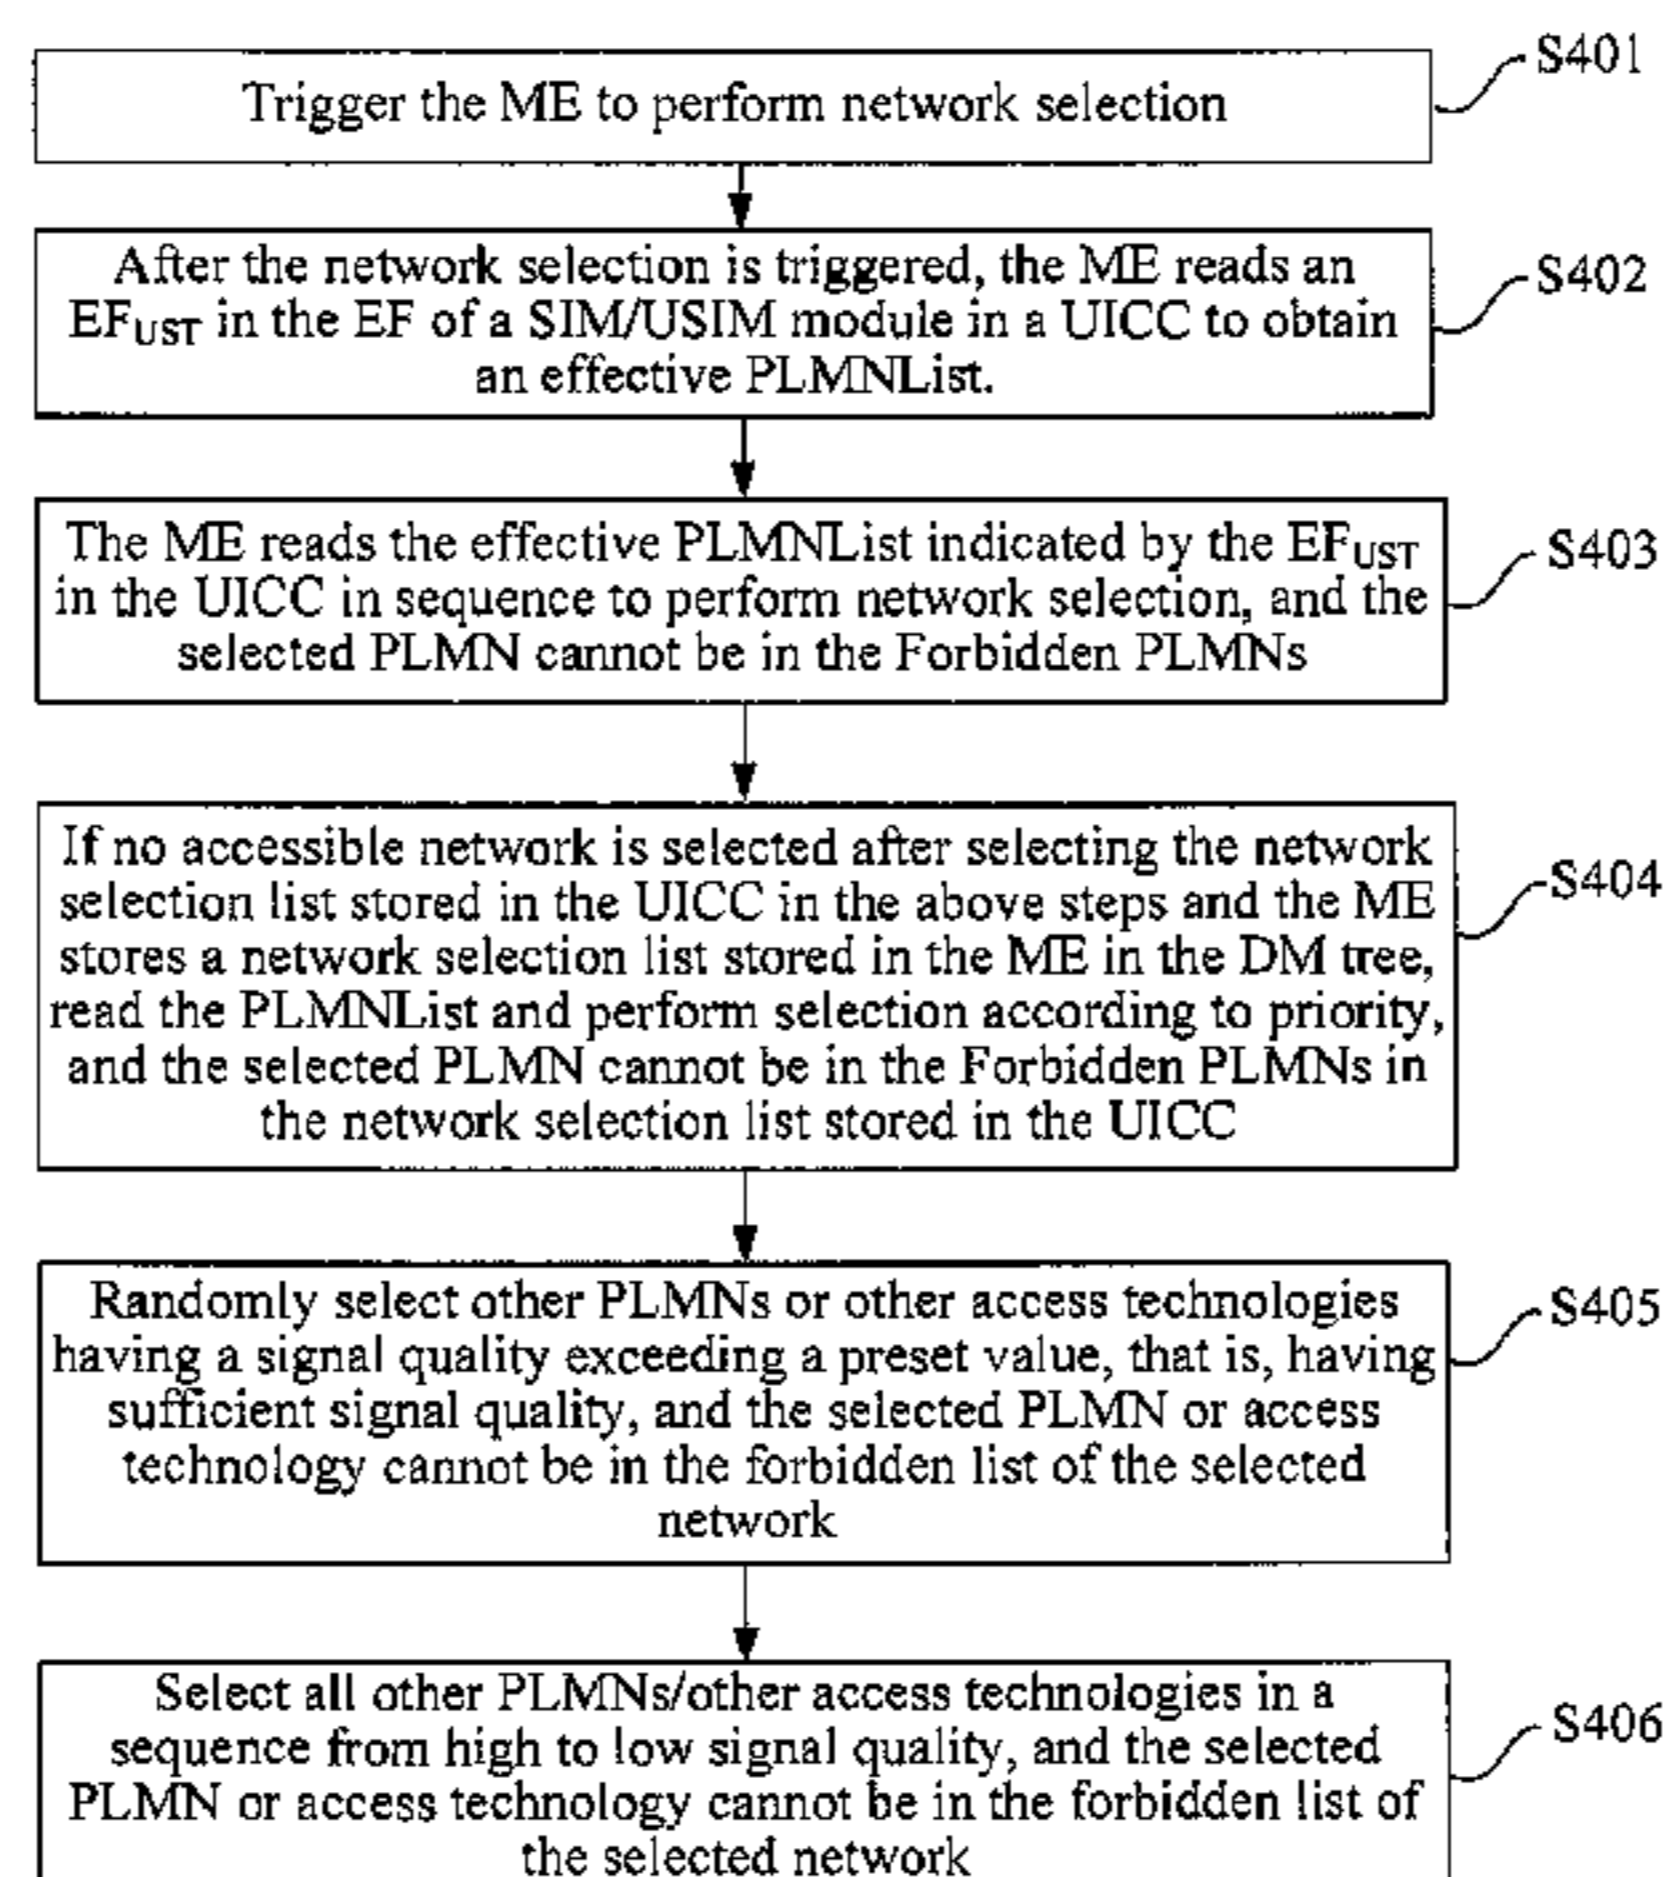 S401
Trigger the ME to perform network selection
After the network selection is triggered, the ME reads an
EFUST in the EF of a SIM/USIM module in a UICC to obtain
an effective PLMNList.
S402
The ME reads the effective PLMNList indicated by the EFUST
in the UICC in sequence to perform network selection, and the
selected PLMN cannot be in the Forbidden PLMNs
S403
If no accessible network is selected after selecting the network
selection list stored in the UICC in the above steps and the ME
stores a network selection list stored in the ME in the DM tree,
read the PLMNList and perform selection according to priority,
and the selected PLMN cannot be in the Forbidden PLMNs in
the network selection list stored in the UICC
S404
Randomly select other PLMNs or other access technologies
having a signal quality exceeding a preset value, that is, having
sufficient signal quality, and the selected PLMN or access
technology cannot be in the forbidden list of the selected
network
S405
Select all other PLMNs/other access technologies in a
sequence from high to low signal quality, and the selected
PLMN or access technology cannot be in the forbidden list of
the selected network
S406